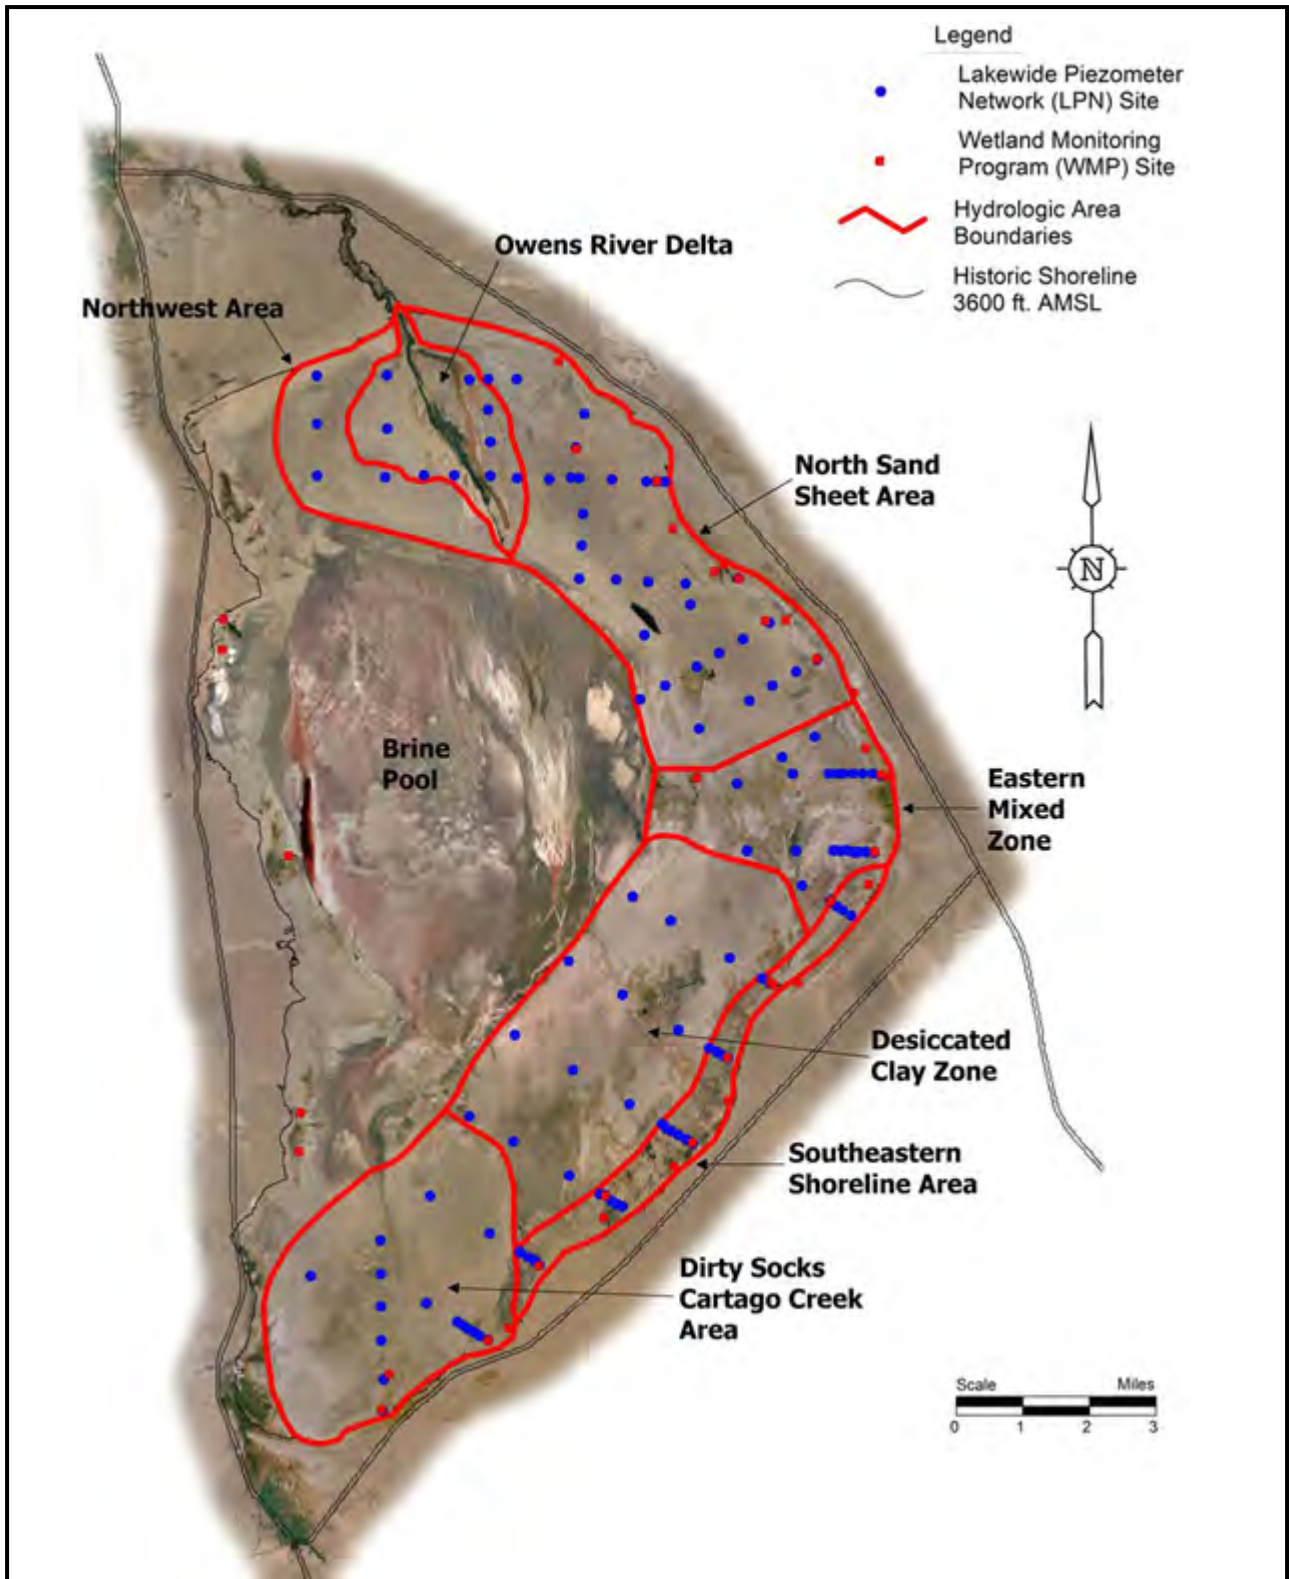 Legend
Lakewide Piezometer
Network (LPN) Site
Wetland Monitoring
Program (WMP) Site
Hydrologic Area
Boundaries
Historic Shoreline
3600 ft. AMSL
Owens River Delta
Northwest Area
North Sand
Sheet Area
N
Brine
Pool
Eastern
Mixed
Zone
Desiccated
Clay Zone
Southeastern
Shoreline Area
Dirty Socks
Cartago Creek
Area
Scale Miles
0 1 2 3